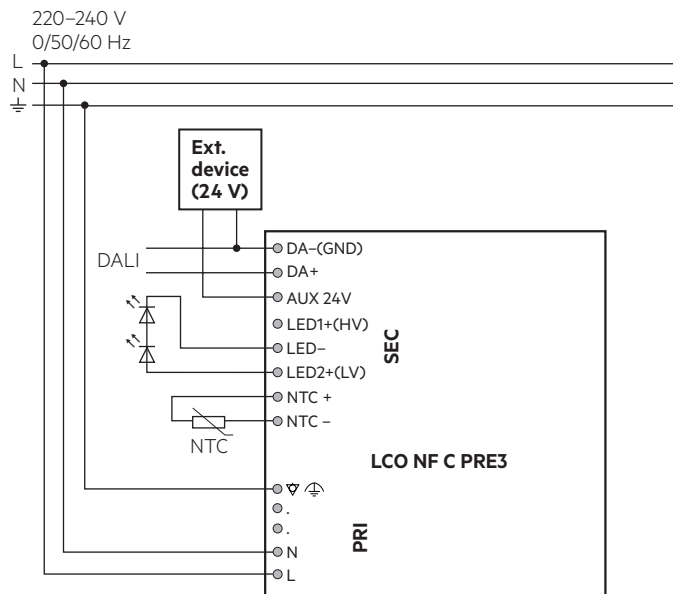 220–240 V
0/50/60 Hz
L
N
Ext.
device
(24 V)
DALI
DA–(GND)
DA+
AUX 24V
LED1+(HV)
LED–
LED2+(LV)
NTC +
NTC –
NTC
SEC
LCO NF C PRE3
.
.
PRI
N
L